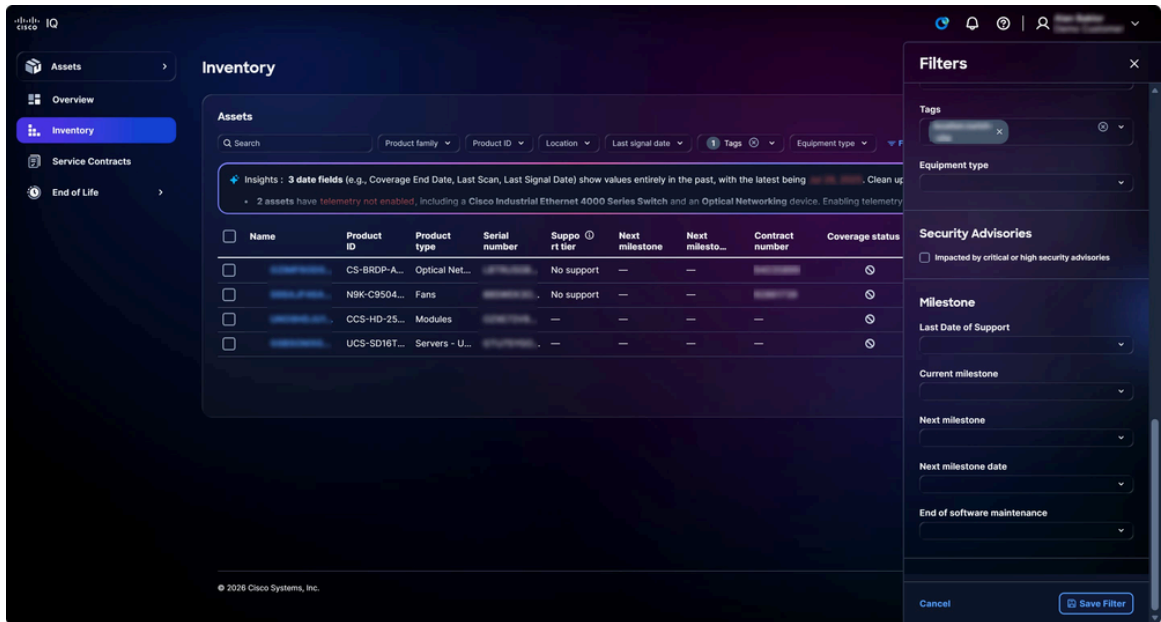 cisco IQ
Assets
Overview
Inventory
Service Contracts
End of Life
Inventory
Assets
Search
Product family
Product ID
Location
Last signal date
1 Tags
Equipment type
F
Insights : 3 date fields (e.g., Coverage End Date, Last Scan, Last Signal Date) show values entirely in the past, with the latest being . Clean up
• 2 assets have telemetry not enabled, including a Cisco Industrial Ethernet 4000 Series Switch and an Optical Networking device. Enabling telemetry
Name Product ID Product type Serial number Suppo rt tier Next milestone Next milesto... Contract number Coverage status
CS-BRDP-A... Optical Net... No support — —
N9K-C9504... Fans No support — —
CCS-HD-25... Modules — — — —
UCS-SD16T... Servers - U... — — — —
© 2026 Cisco Systems, Inc.
Filters
Tags
Equipment type
Security Advisories
Impacted by critical or high security advisories
Milestone
Last Date of Support
Current milestone
Next milestone
Next milestone date
End of software maintenance
Cancel
Save Filter